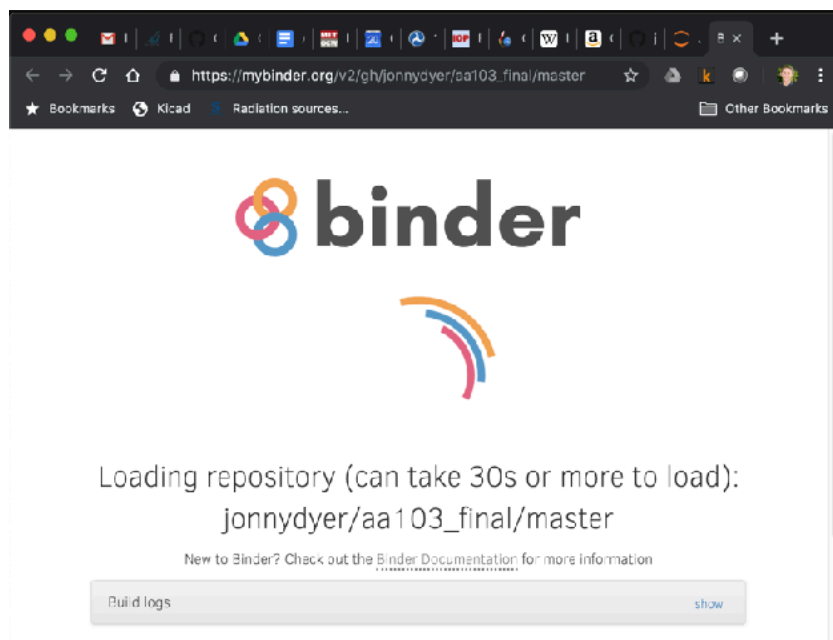 https://mybinder.org/v2/gh/jonnydyer/aa103_final/master
Bookmarks Kicad Radiation sources... Other Bookmarks
binder
Loading repository (can take 30s or more to load):
jonnydyer/aa103_final/master
New to Binder? Check out the Binder Documentation for more information
Build logs show